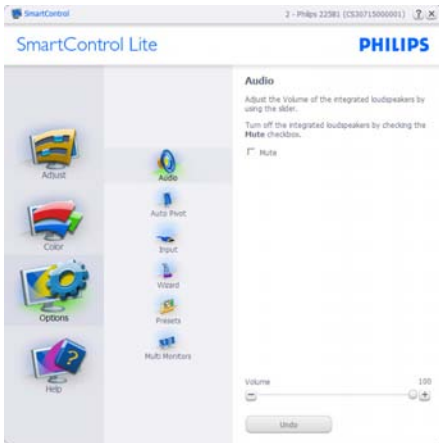 SmartControl
2 - Philips 225B1 (CS30715000001)
SmartControl Lite
PHILIPS
Adjust
Color
Options
Help
Audio
Auto Pivot
Input
Wizard
Presets
Multi Monitors
Audio
Adjust the Volume of the integrated loudspeakers by
using the slider.
Turn off the integrated loudspeakers by checking the
Mute checkbox.
Mute
Volume
100
Undo